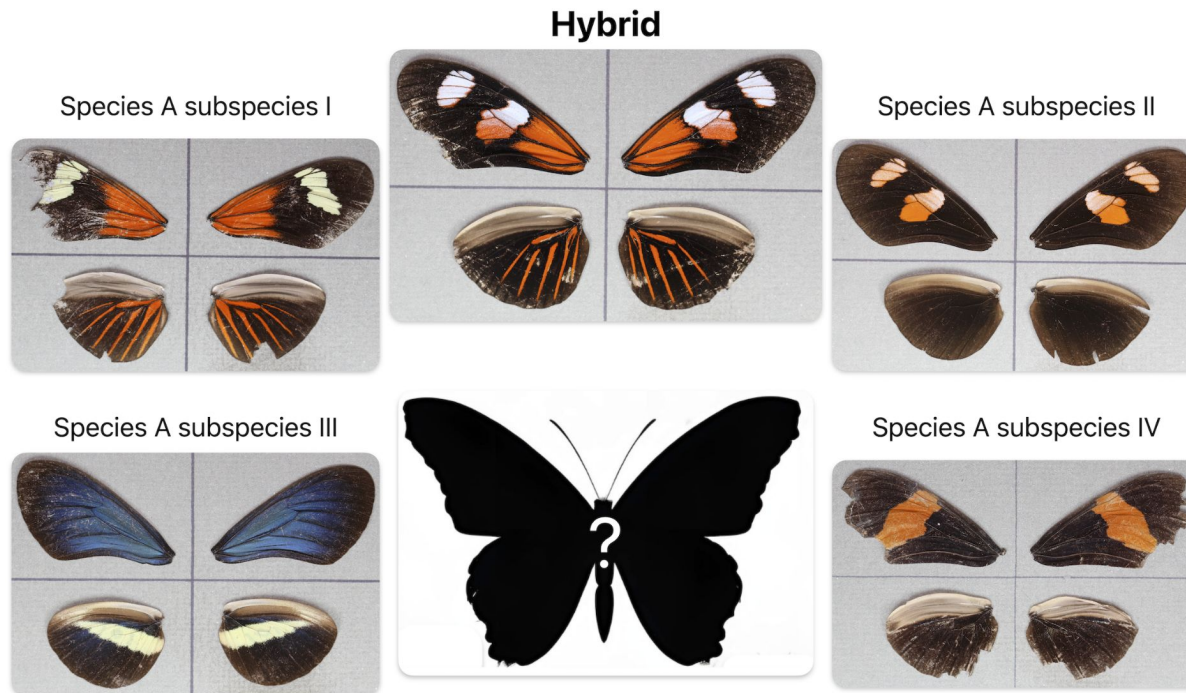 Hybrid
Species A subspecies I
Species A subspecies II
Species A subspecies III
?
Species A subspecies IV